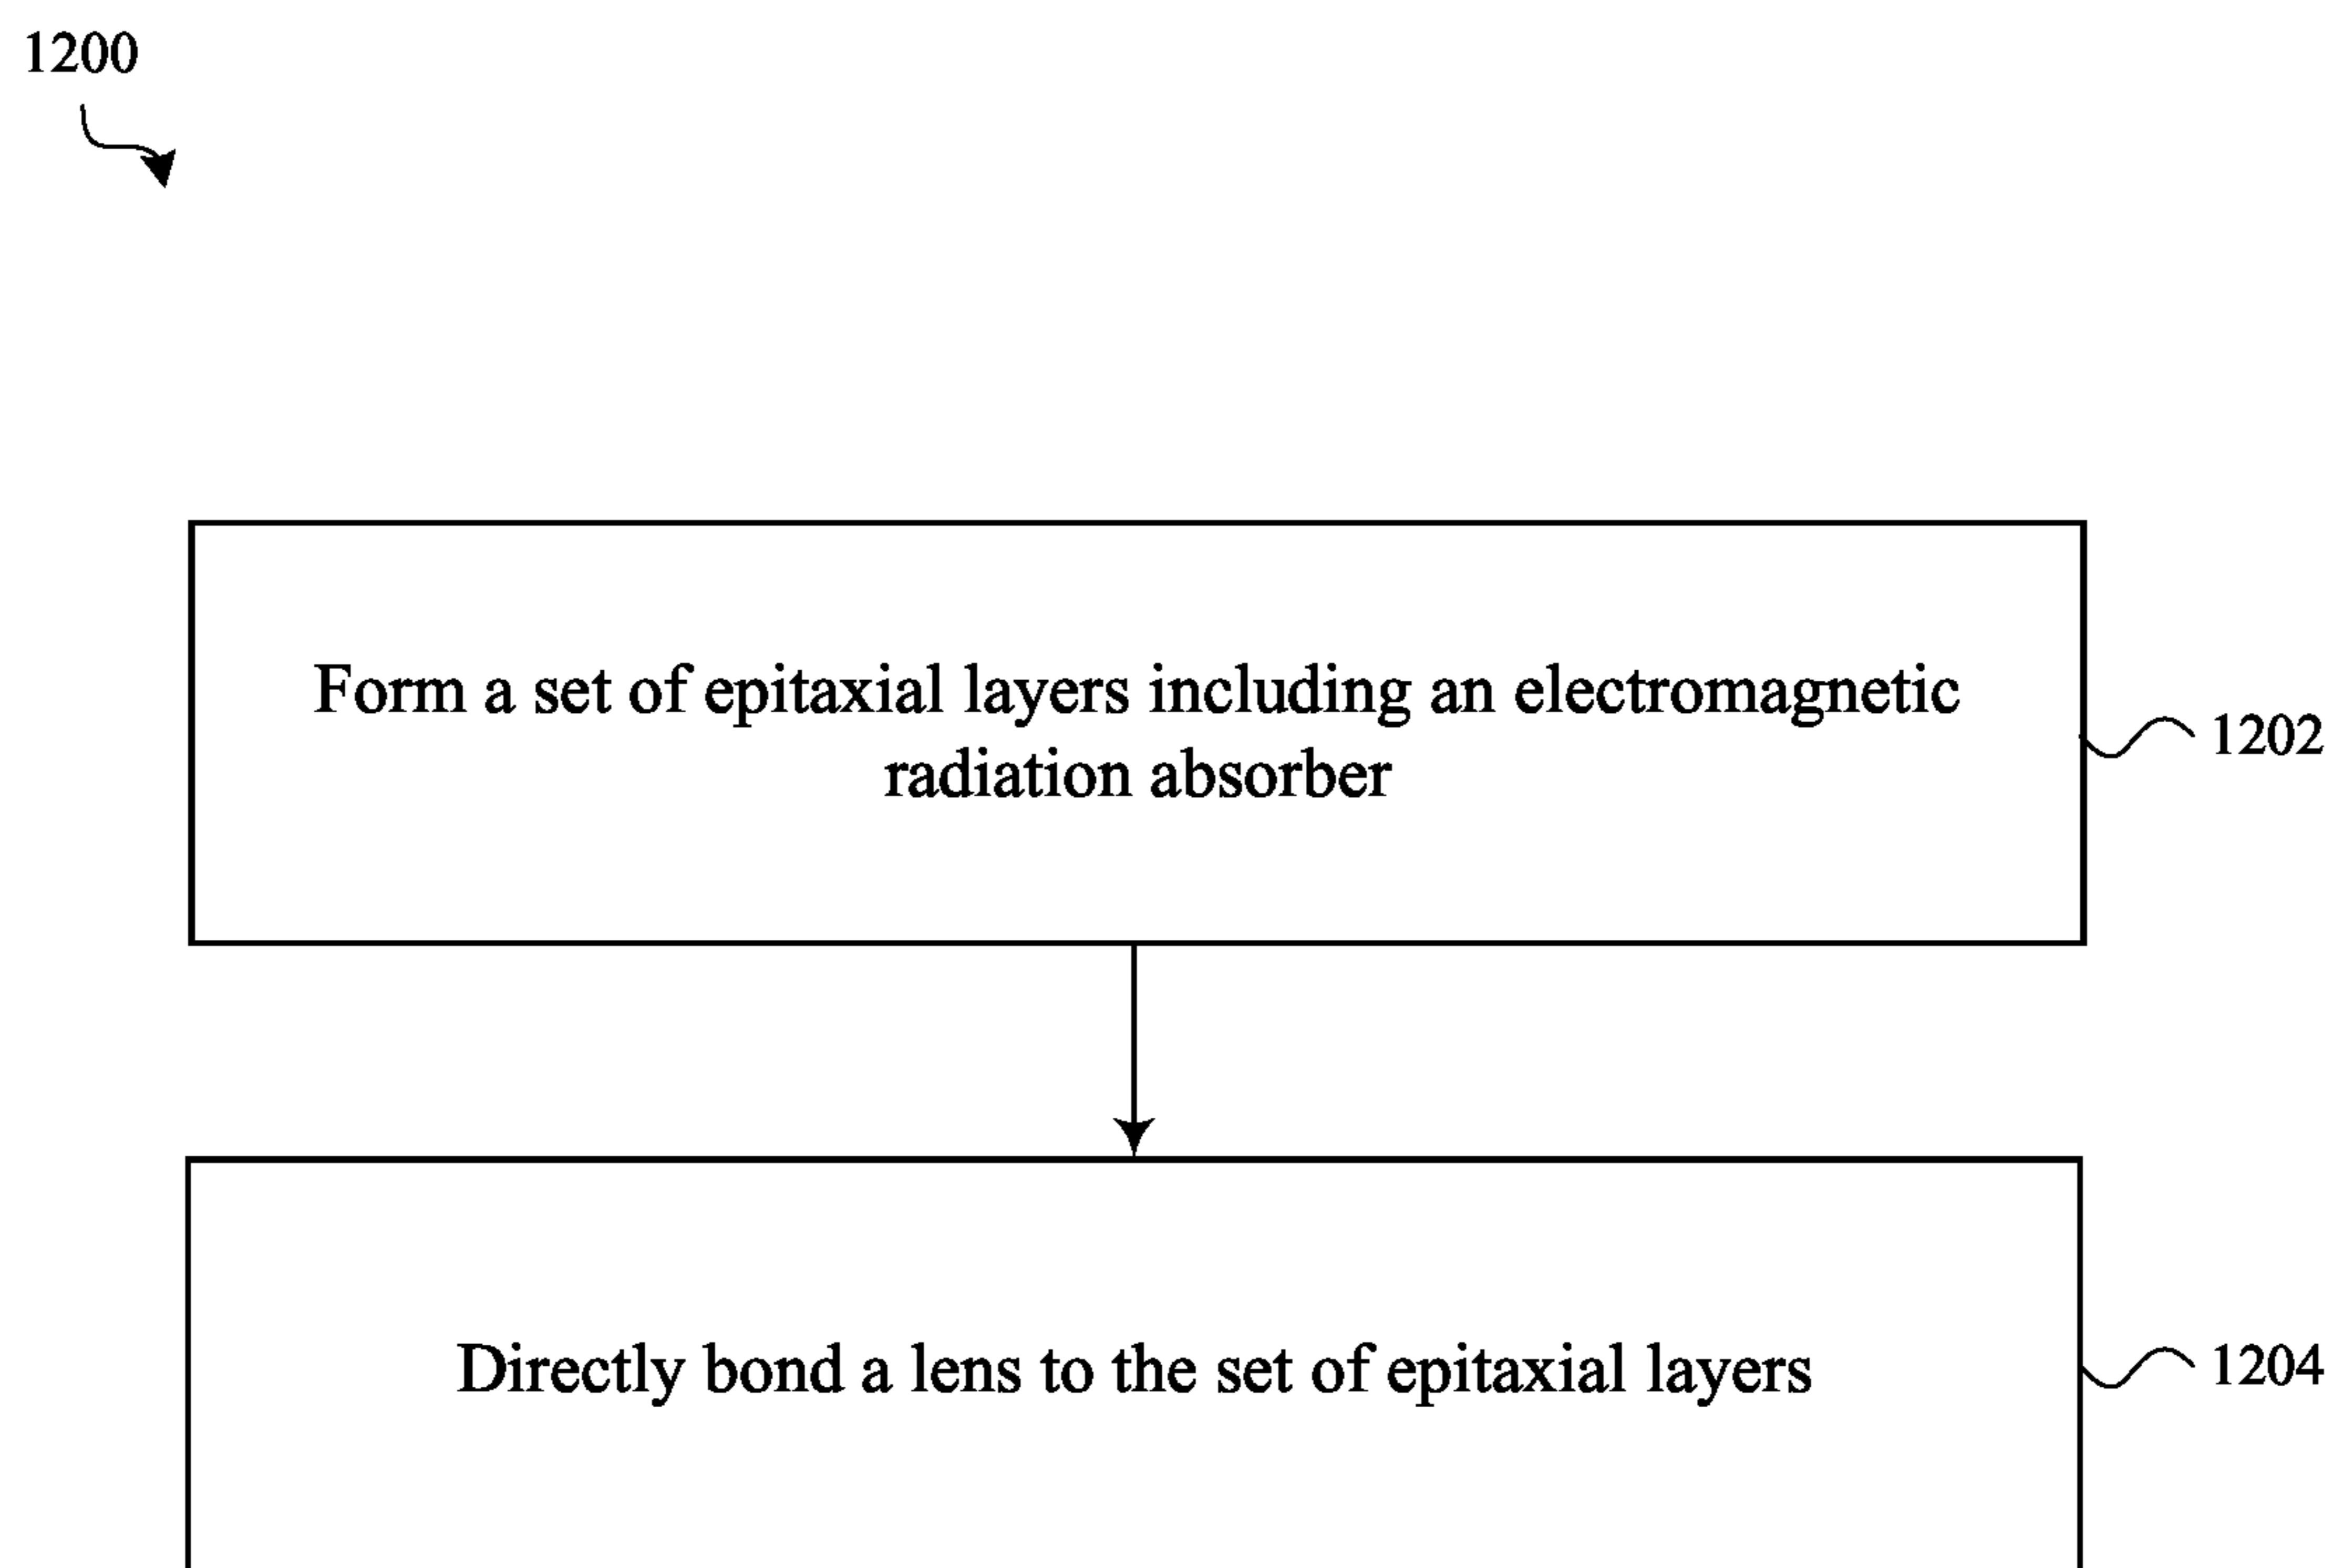 1200
Form a set of epitaxial layers including an electromagnetic
radiation absorber
1202
Directly bond a lens to the set of epitaxial layers
1204